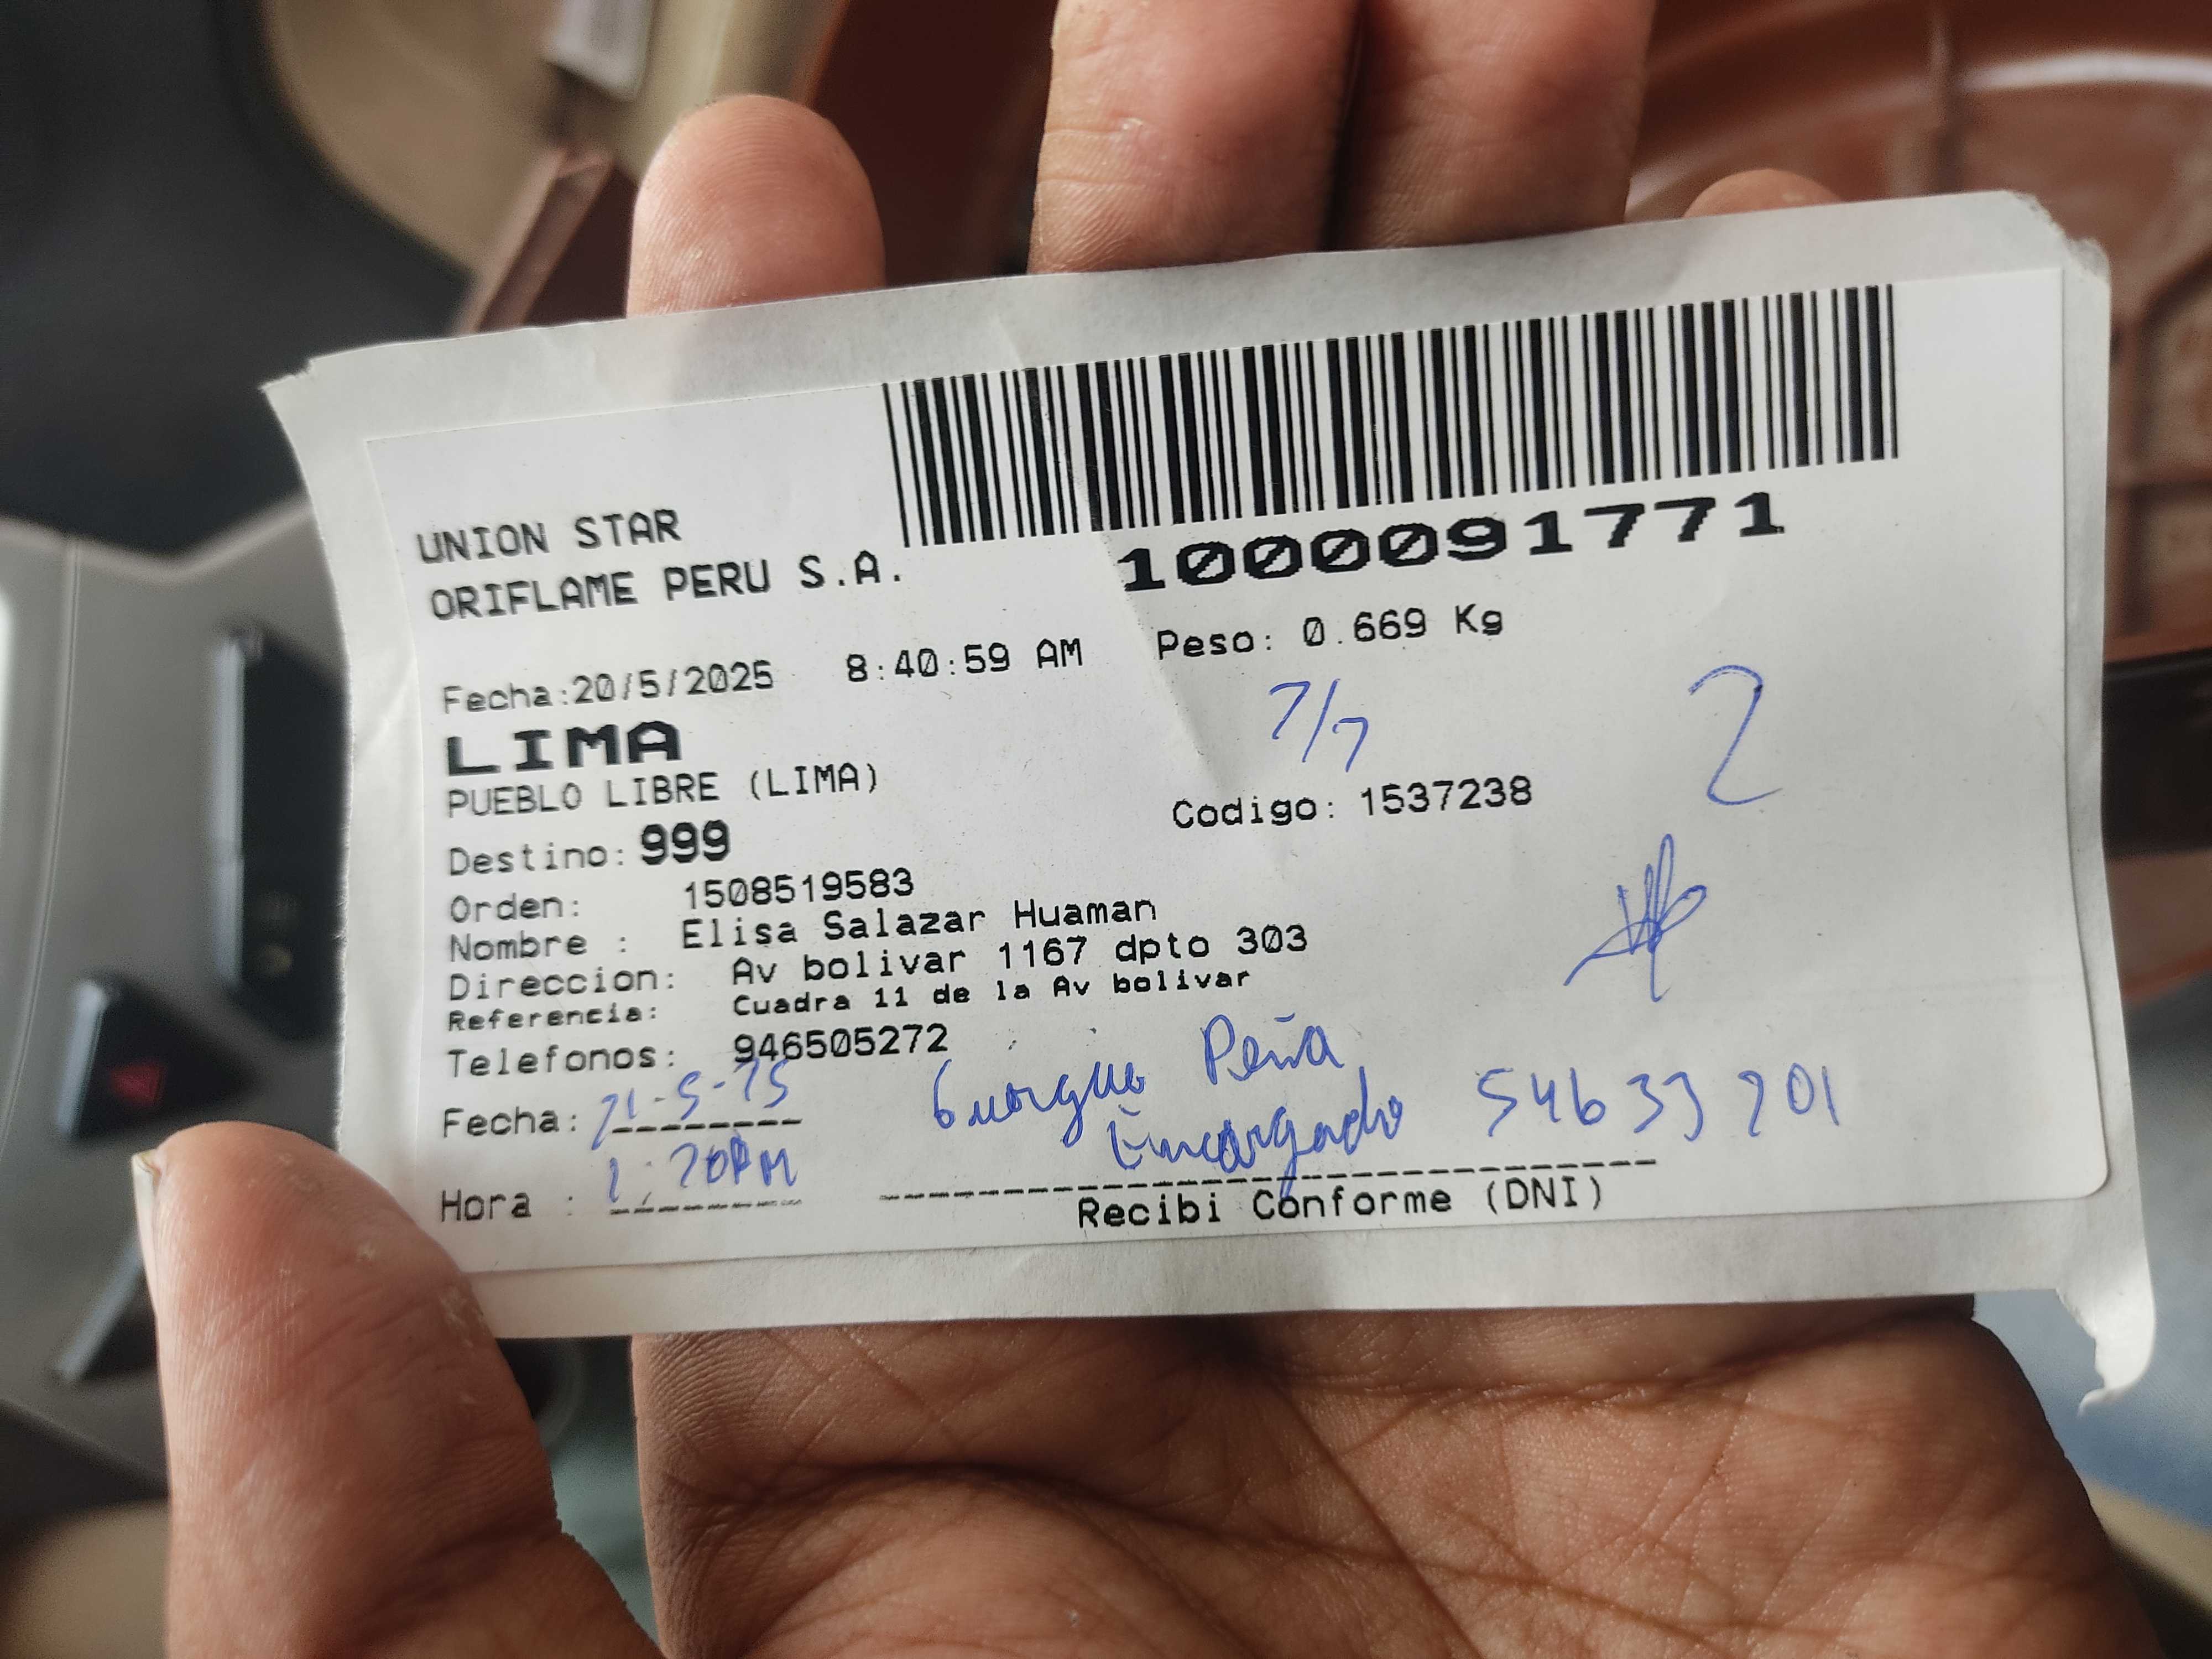 UNION STAR
ORIFLAME PERU S.A.
1000091771
Fecha:20/5/2025 8:40:59 AM Peso: 0.669 Kg
7/7 2
LIMA
PUEBLO LIBRE (LIMA)
Codigo: 1537238
Destino: 999
Orden: 1508519583
Nombre : Elisa Salazar Huaman
Direccion: Av bolivar 1167 dpto 303
Referencia: Cuadra 11 de la Av bolivar
Telefonos: 946505272
Peña
Fecha: 21-5-25
Encargado
Hora : 1:20PM
Recibi Conforme (DNI)